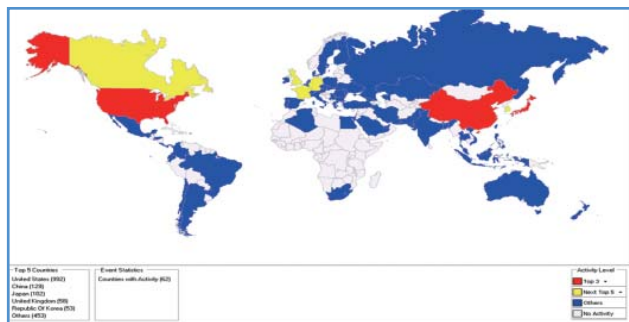 Top 5 Countries
United States (992)
China (129)
Japan (102)
United Kingdom (59)
Republic Of Korea (53)
Others (453)
Event Statistics
Countries with Activity (62)
Activity Level
Top 3
Next Top 5
Others
No Activity